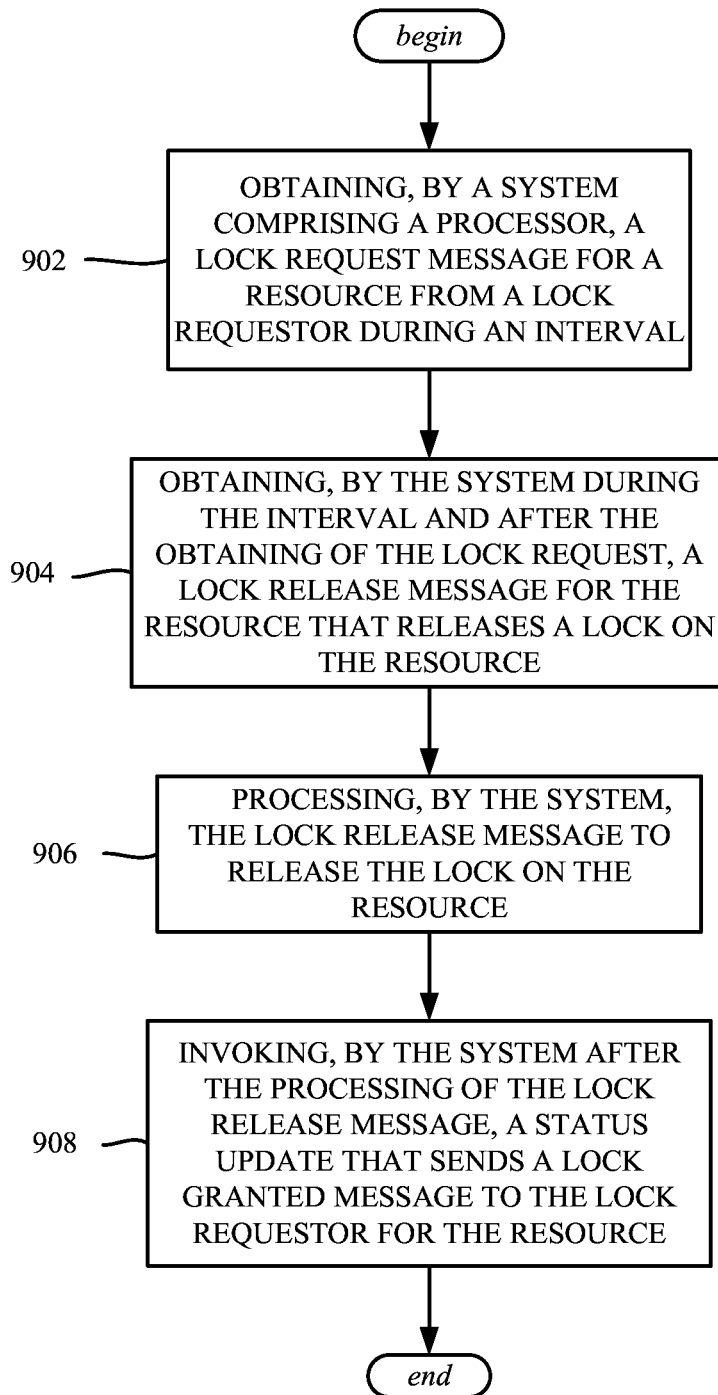 begin
902
OBTAINING, BY A SYSTEM
COMPRISING A PROCESSOR, A
LOCK REQUEST MESSAGE FOR A
RESOURCE FROM A LOCK
REQUESTOR DURING AN INTERVAL
904
OBTAINING, BY THE SYSTEM DURING
THE INTERVAL AND AFTER THE
OBTAINING OF THE LOCK REQUEST, A
LOCK RELEASE MESSAGE FOR THE
RESOURCE THAT RELEASES A LOCK ON
THE RESOURCE
906
PROCESSING, BY THE SYSTEM,
THE LOCK RELEASE MESSAGE TO
RELEASE THE LOCK ON THE
RESOURCE
908
INVOKING, BY THE SYSTEM AFTER
THE PROCESSING OF THE LOCK
RELEASE MESSAGE, A STATUS
UPDATE THAT SENDS A LOCK
GRANTED MESSAGE TO THE LOCK
REQUESTOR FOR THE RESOURCE
end